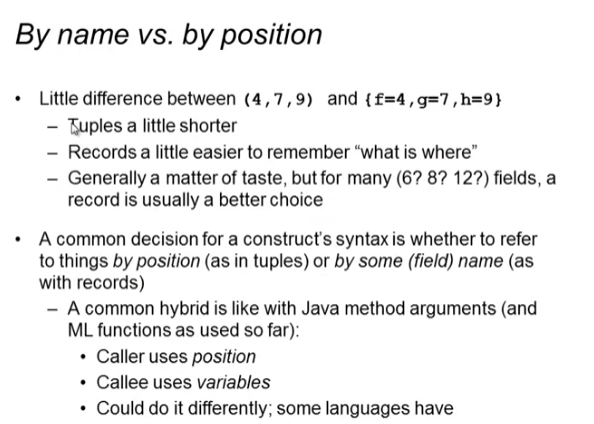 By name vs. by position
• Little difference between (4,7,9) and {f=4,g=7,h=9}
– Tuples a little shorter
– Records a little easier to remember “what is where”
– Generally a matter of taste, but for many (6? 8? 12?) fields, a
record is usually a better choice
• A common decision for a construct's syntax is whether to refer
to things by position (as in tuples) or by some (field) name (as
with records)
– A common hybrid is like with Java method arguments (and
ML functions as used so far):
• Caller uses position
• Callee uses variables
• Could do it differently; some languages have